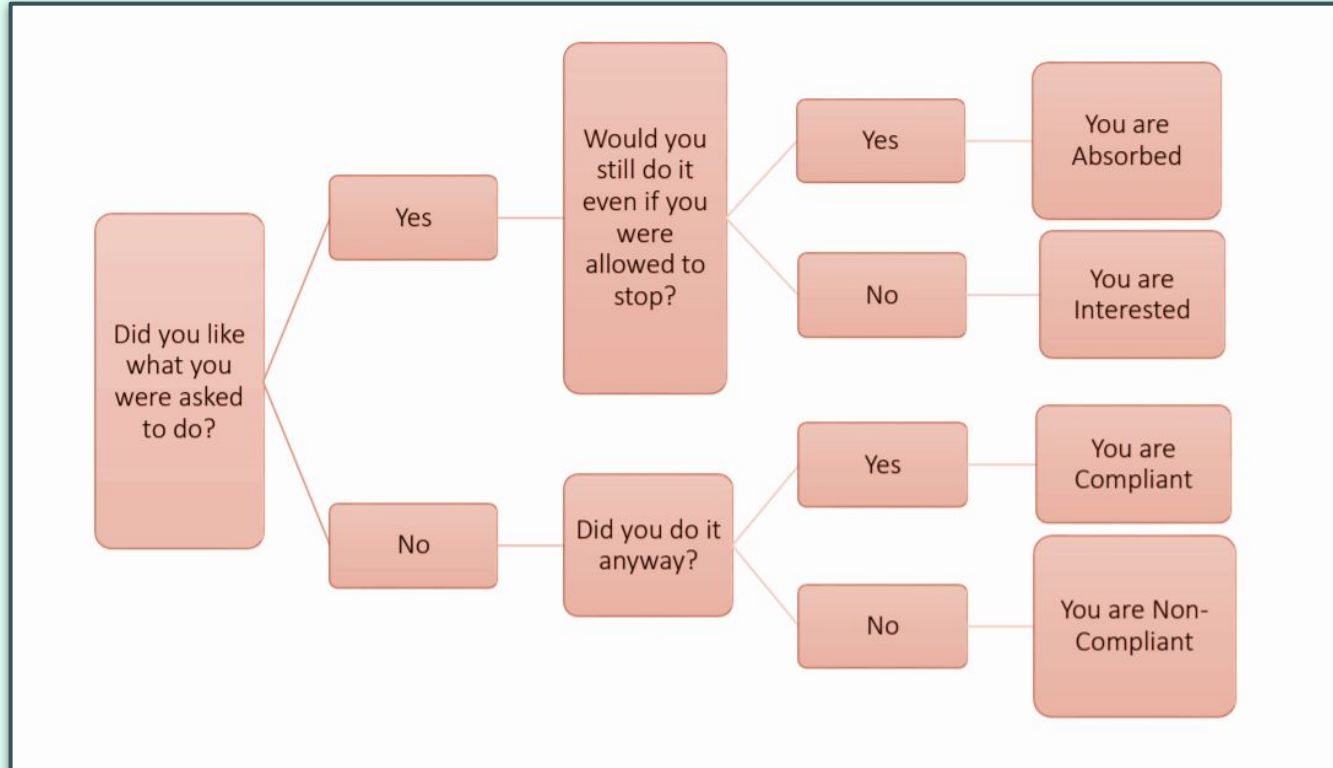 Did you like
what you
were asked
to do?
Yes
Would you
still do it
even if you
were
allowed to
stop?
Yes
You are
Absorbed
No
You are
Interested
No
Did you do it
anyway?
Yes
You are
Compliant
No
You are Non-
Compliant